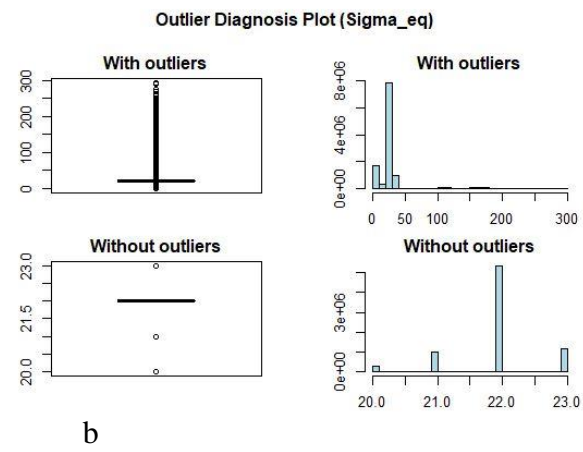 Outlier Diagnosis Plot (Sigma_eq)
With outliers
300
200
100
0
With outliers
8e+06
4e+06
0e+00
0 50 100 200 300
Without outliers
23.0
21.5
20.0
Without outliers
3e+06
0e+00
20.0 21.0 22.0 23.0
b